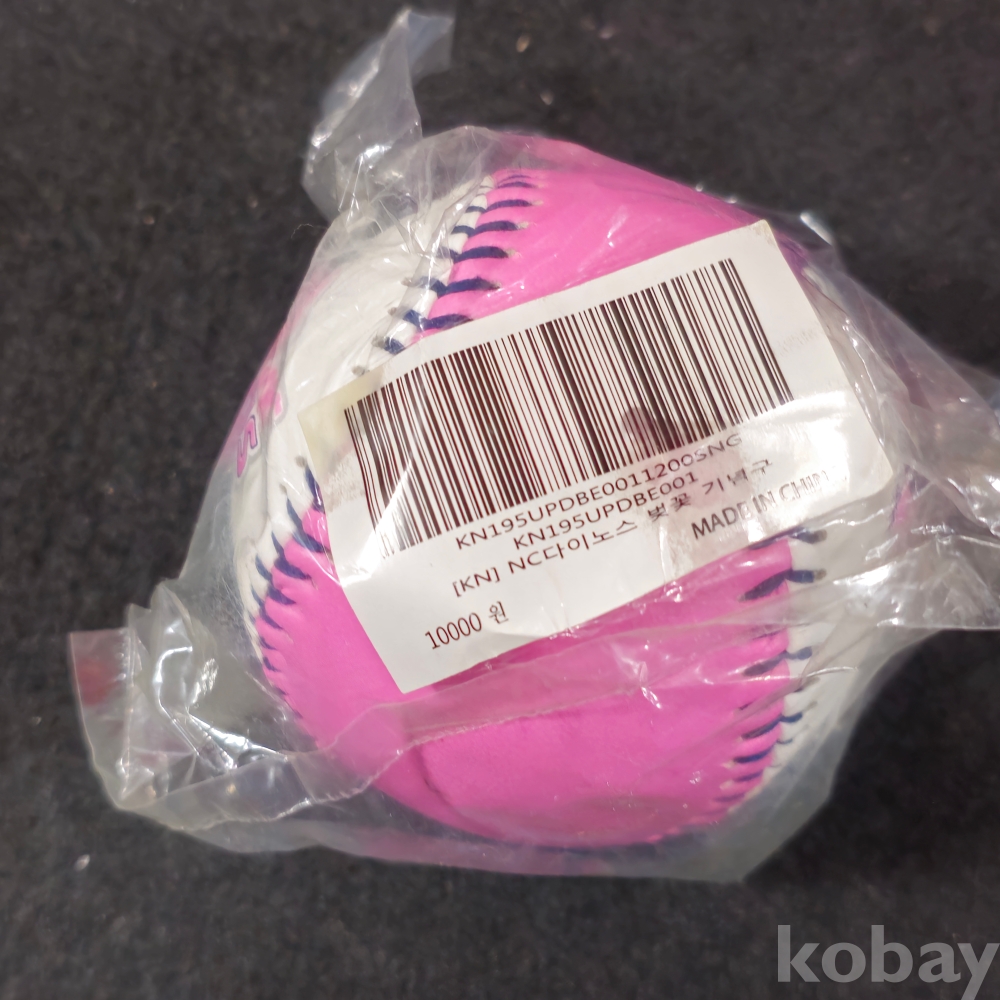 KN195UPDBE0011200SNG
KN195UPDBE001
[KN] NC다이노스 벚꽃 기념구
MADE IN CHINA
10000 원
kobay